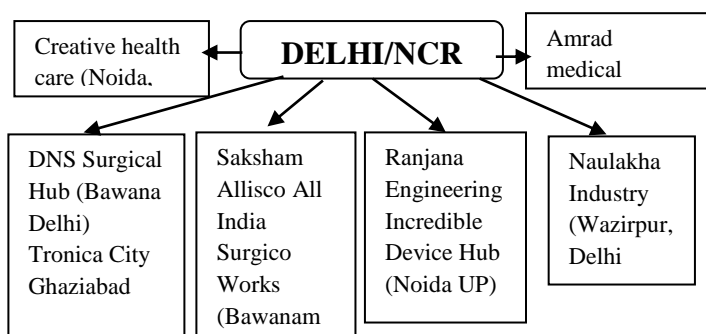 Creative health
care (Noida,
DELHI/NCR
Amrad
medical
DNS Surgical
Hub (Bawana
Delhi)
Tronica City
Ghaziabad
Saksham
Allisco All
India
Surgico
Works
(Bawanam
Ranjana
Engineering
Incredible
Device Hub
(Noida UP)
Naulakha
Industry
(Wazirpur,
Delhi